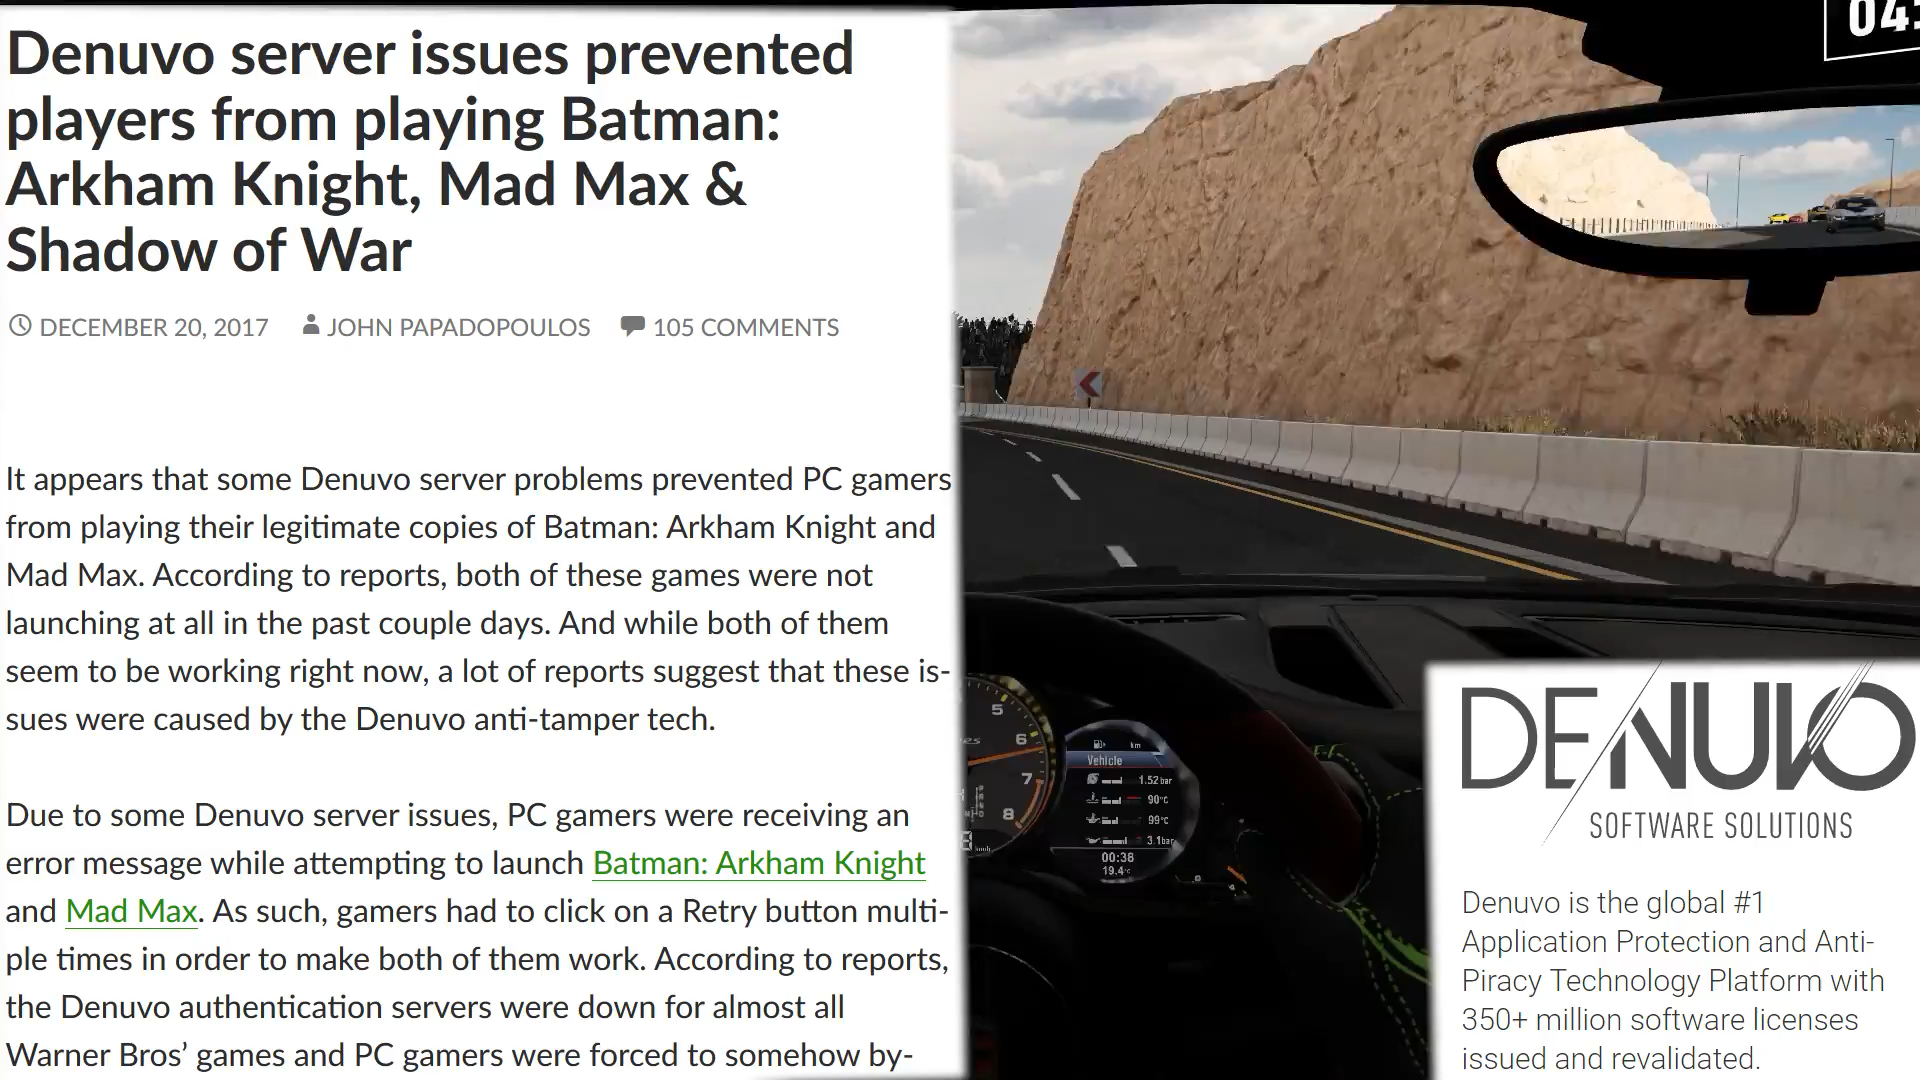 Denuvo server issues prevented
players from playing Batman:
Arkham Knight, Mad Max &
Shadow of War
DECEMBER 20, 2017 JOHN PAPADOPOULOS 105 COMMENTS
It appears that some Denuvo server problems prevented PC gamers
from playing their legitimate copies of Batman: Arkham Knight and
Mad Max. According to reports, both of these games were not
launching at all in the past couple days. And while both of them
seem to be working right now, a lot of reports suggest that these is-
sues were caused by the Denuvo anti-tamper tech.
Due to some Denuvo server issues, PC gamers were receiving an
error message while attempting to launch Batman: Arkham Knight
and Mad Max. As such, gamers had to click on a Retry button multi-
ple times in order to make both of them work. According to reports,
the Denuvo authentication servers were down for almost all
Warner Bros’ games and PC gamers were forced to somehow by-
04:
5
6
7
8
km
Vehicle
1.52bar
90°C
99°C
3.1bar
00:38
19.4°C
DENUVO
SOFTWARE SOLUTIONS
Denuvo is the global #1
Application Protection and Anti-
Piracy Technology Platform with
350+ million software licenses
issued and revalidated.